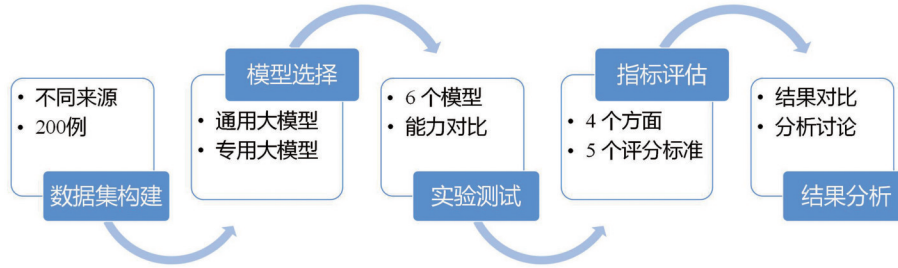 • 不同来源
• 200例
数据集构建
模型选择
• 通用大模型
• 专用大模型
• 6 个模型
• 能力对比
实验测试
指标评估
• 4 个方面
• 5 个评分标准
• 结果对比
• 分析讨论
结果分析